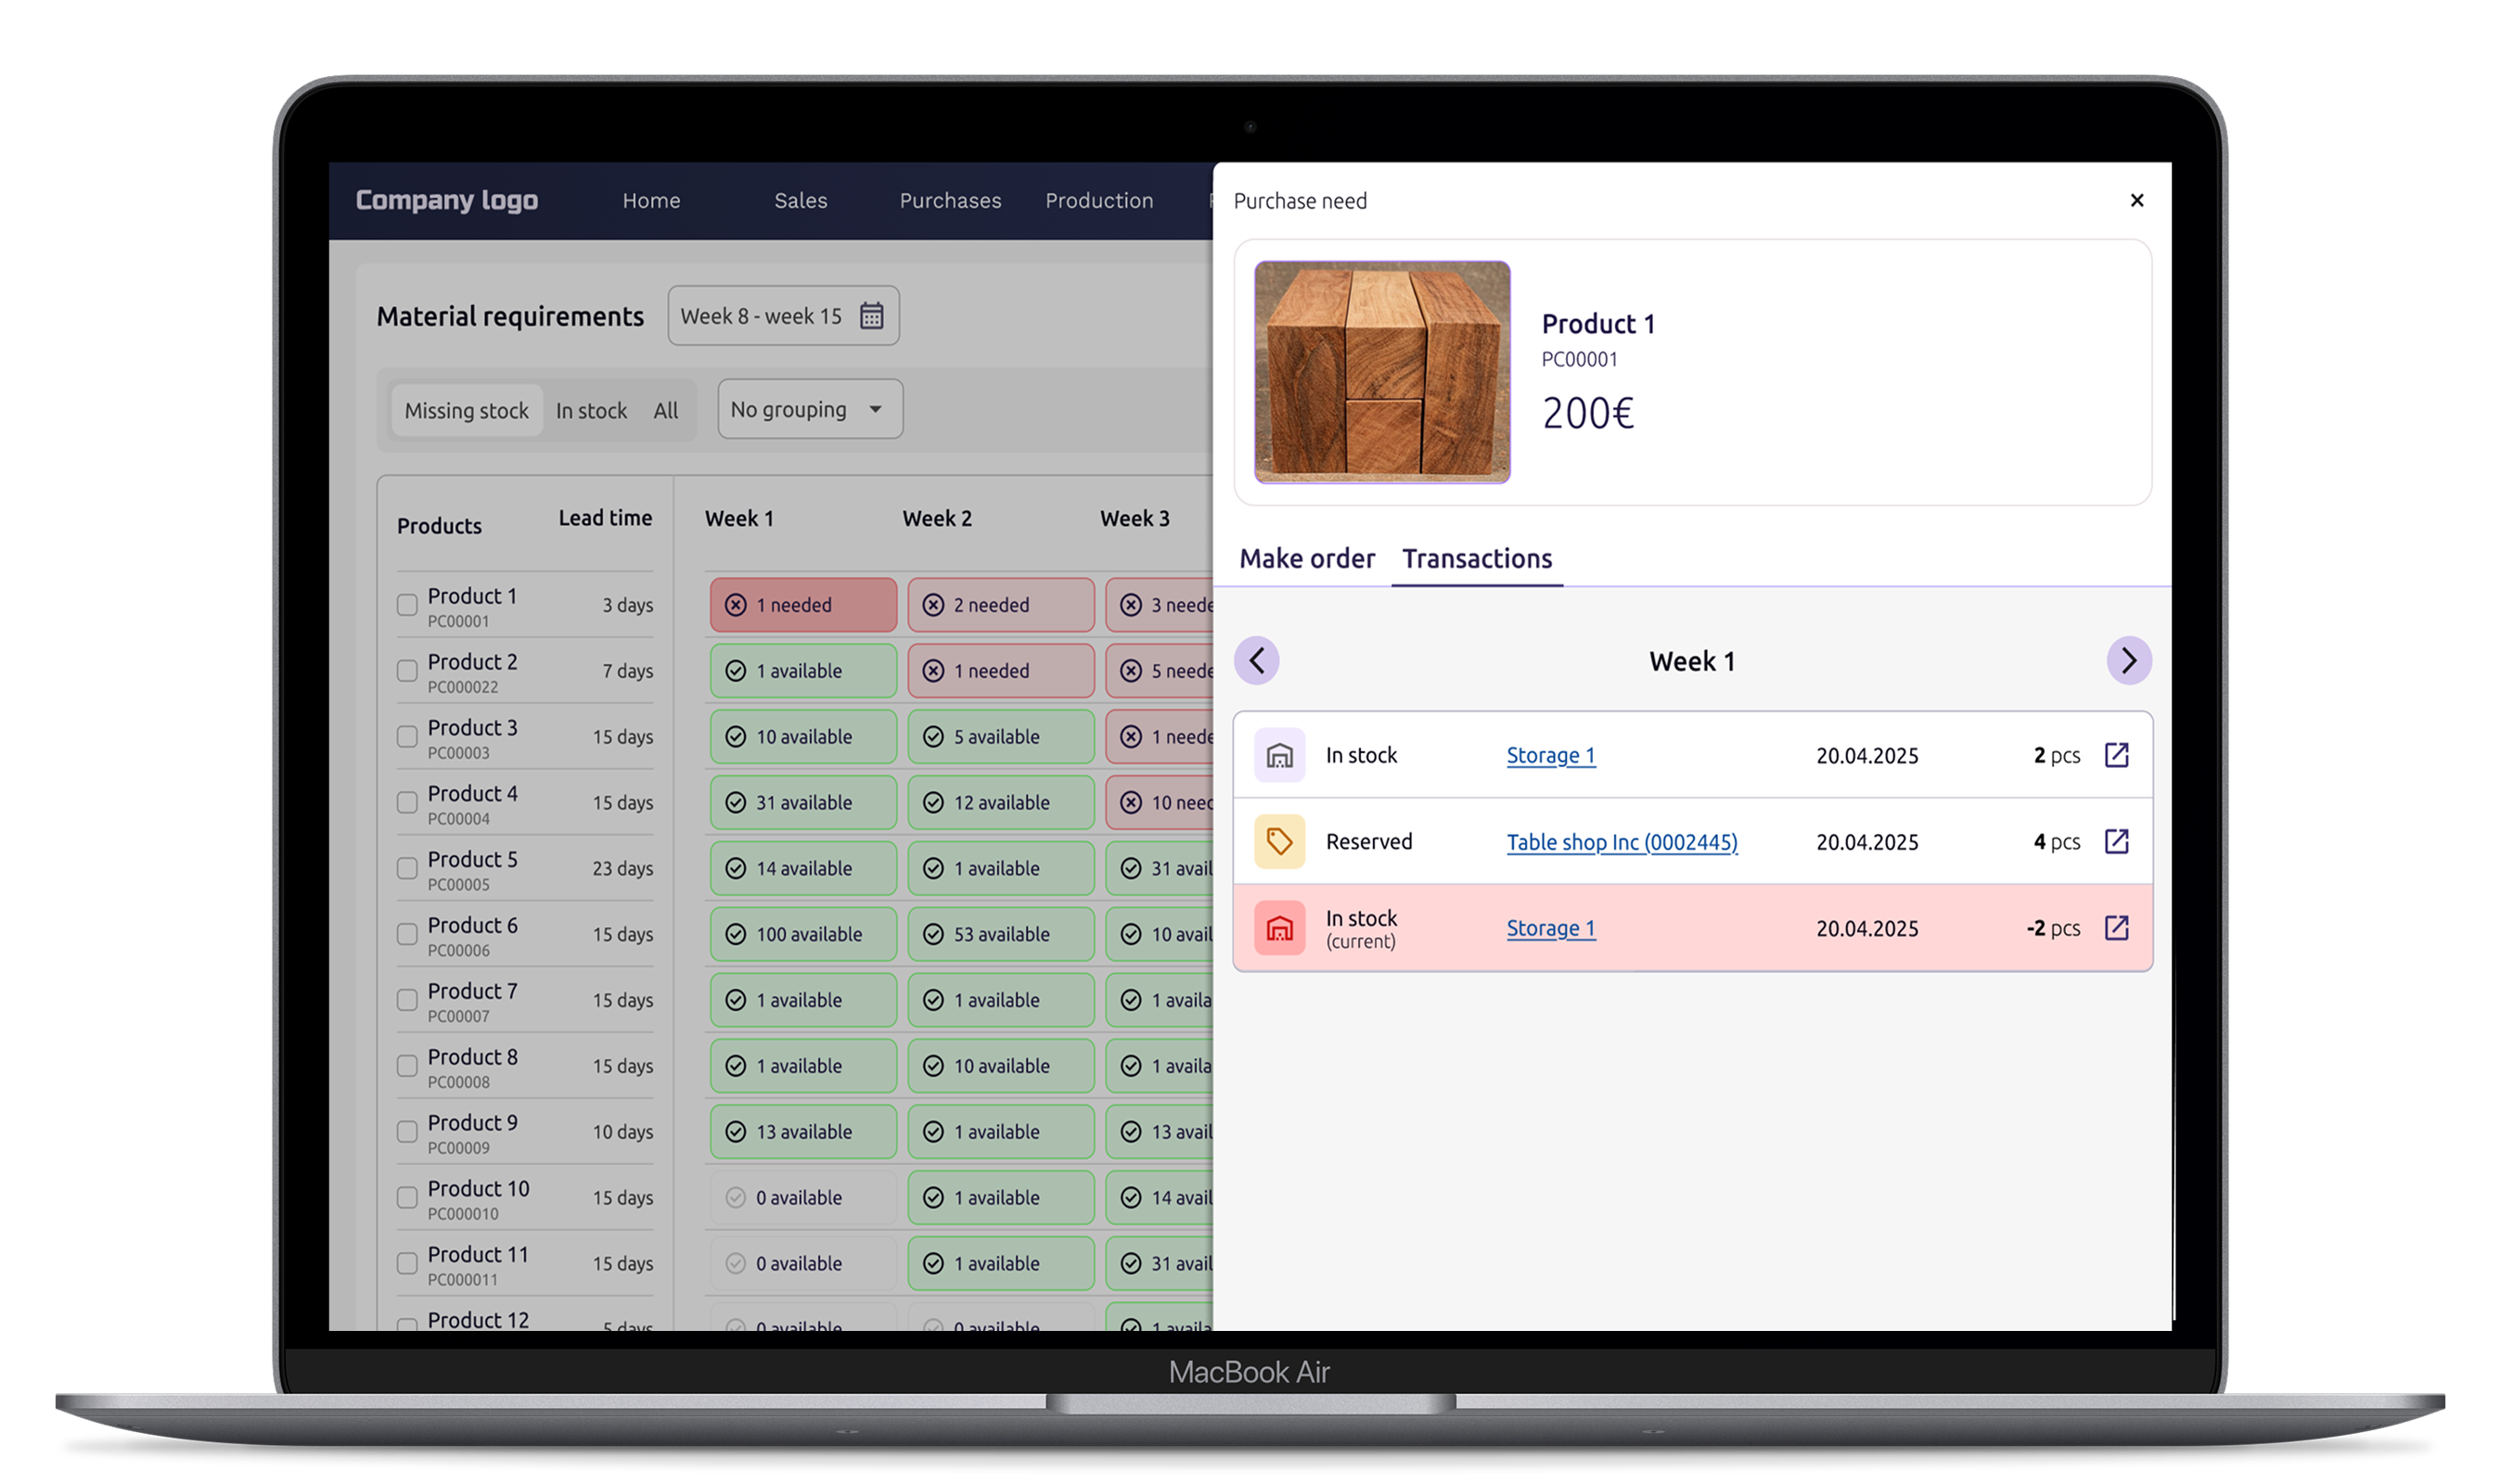 Company logo Home Sales Purchases Production
Purchase need
Material requirements Week 8 - week 15
Missing stock In stock All No grouping
Products Lead time Week 1 Week 2 Week 3
Product 1 3 days 1 needed 2 needed 3 neede
PC00001
Product 2 7 days 1 available 1 needed 5 neede
PC000022
Product 3 15 days 10 available 5 available 1 neede
PC00003
Product 4 15 days 31 available 12 available 10 need
PC00004
Product 5 23 days 14 available 1 available 31 avail
PC00005
Product 6 15 days 100 available 53 available 10 avail
PC00006
Product 7 15 days 1 available 1 available 1 availa
PC00007
Product 8 15 days 1 available 10 available 1 availa
PC00008
Product 9 10 days 13 available 1 available 13 avail
PC00009
Product 10 15 days 0 available 1 available 14 avail
PC000010
Product 11 15 days 0 available 1 available 31 avail
PC000011
Product 12 5 days 0 available 0 available 1 availa
Product 1
PC00001
200€
Make order Transactions
Week 1
In stock Storage 1 20.04.2025 2 pcs
Reserved Table shop Inc (0002445) 20.04.2025 4 pcs
In stock Storage 1 20.04.2025 -2 pcs
(current)
MacBook Air